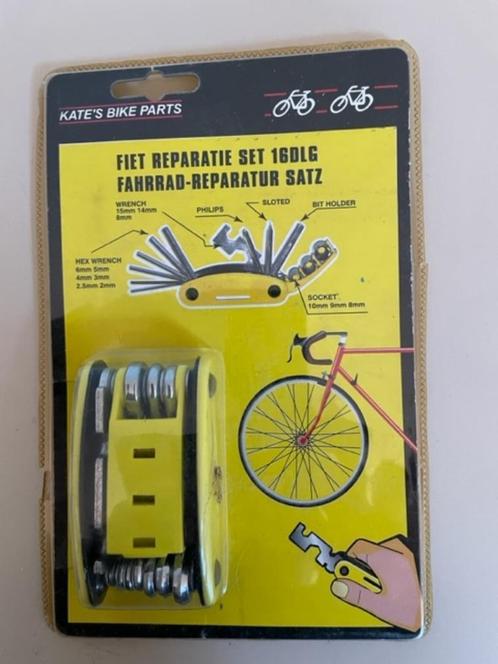 KATE'S BIKE PARTS
FIET REPARATIE SET 16DLG
FAHRRAD-REPARATUR SATZ
WRENCH
15mm 14mm
8mm
PHILIPS
SLOTED
BIT HOLDER
HEX WRENCH
6mm 5mm
4mm 3mm
2.5mm 2mm
SOCKET
10mm 9mm 8mm